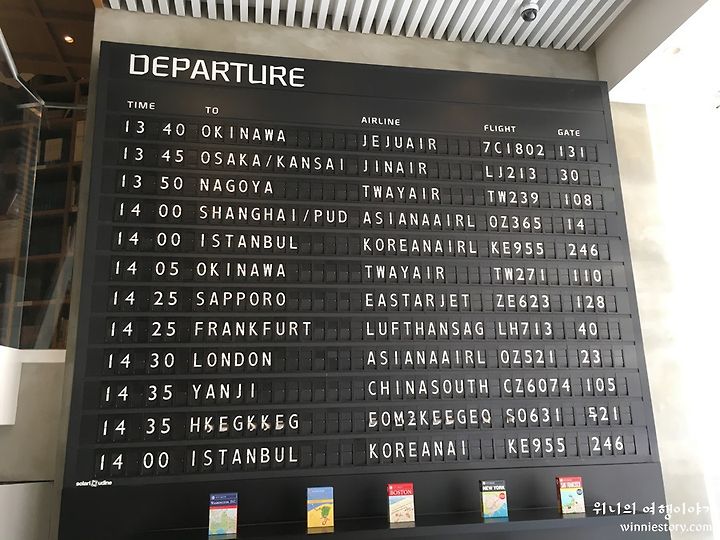 DEPARTURE
TIME TO AIRLINE FLIGHT GATE
13 40 OKINAWA JEJUAIR 7C1802 131
13 45 OSAKA/KANSAI JINAIR LJ213 30
13 50 NAGOYA TWAYAIR TW239 108
14 00 SHANGHAI/PUD ASIANAAIRL OZ365 14
14 00 ISTANBUL KOREANAIRL KE955 246
14 05 OKINAWA TWAYAIR TW271 110
14 25 SAPPORO EASTARJET ZE623 128
14 25 FRANKFURT LUFTHANSAG LH713 40
14 30 LONDON ASIANAAIRL OZ521 23
14 35 YANJI CHINASOUTH CZ6074 105
14 35
14 00 ISTANBUL KOREANAI KE955 246
solari udine
WASHINGTON, D.C.
BOSTON
NEW YORK
위니의 여행이야기
winniestory.com